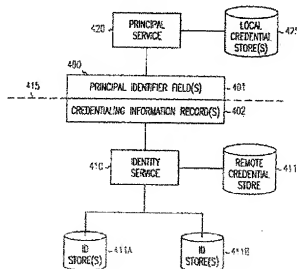 420
PRINCIPAL
SERVICE
LOCAL
CREDENTIAL
STORE(S)
425
400
415
PRINCIPAL IDENTIFIER FIELD(S)
401
CREDENTIALING INFORMATION RECORD(S)
402
410
IDENTITY
SERVICE
REMOTE
CREDENTIAL
STORE
411
ID
STORE(S)
411A
ID
STORE(S)
411B